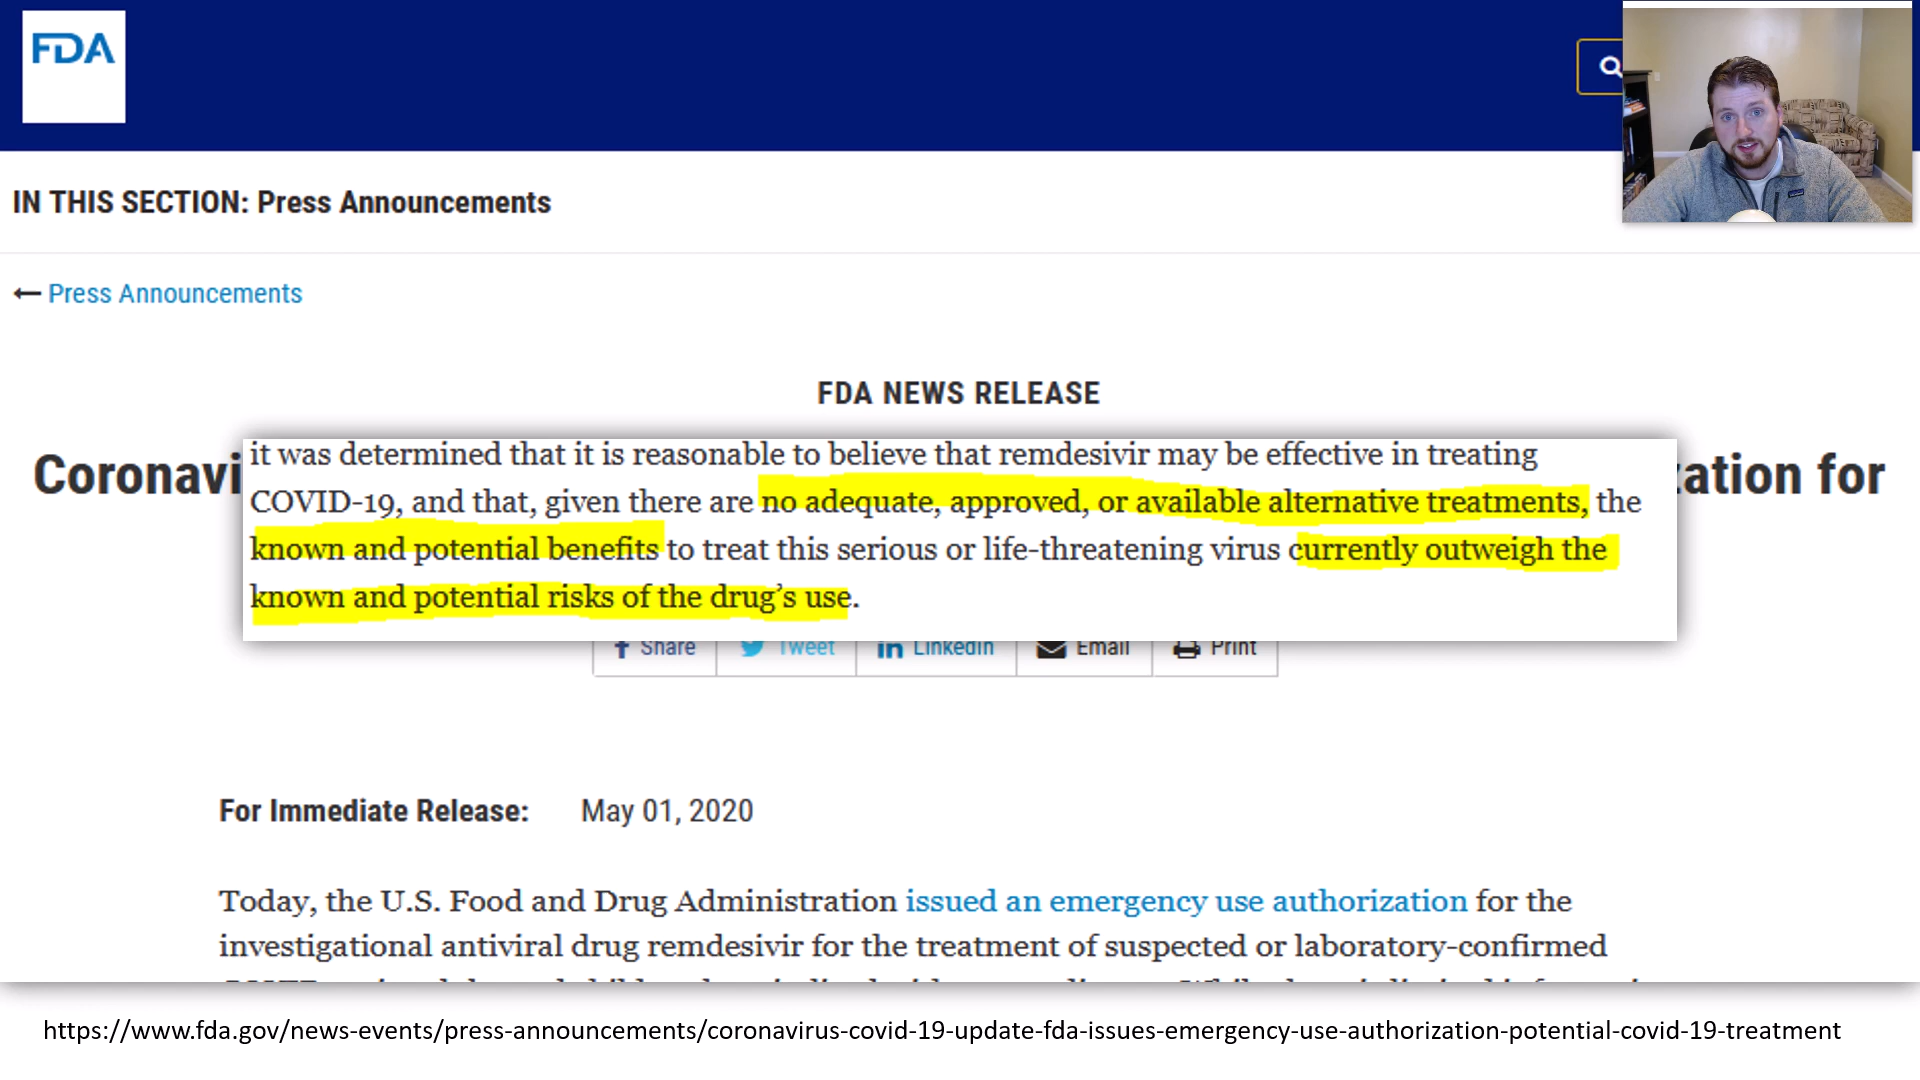 FDA
IN THIS SECTION: Press Announcements
Press Announcements
FDA NEWS RELEASE
Coronavi
zation for
it was determined that it is reasonable to believe that remdesivir may be effective in treating
COVID-19, and that, given there are no adequate, approved, or available alternative treatments, the
known and potential benefits to treat this serious or life-threatening virus currently outweigh the
known and potential risks of the drug's use.
Share Tweet LinkedIn Email Print
For Immediate Release: May 01, 2020
Today, the U.S. Food and Drug Administration issued an emergency use authorization for the
investigational antiviral drug remdesivir for the treatment of suspected or laboratory-confirmed
https://www.fda.gov/news-events/press-announcements/coronavirus-covid-19-update-fda-issues-emergency-use-authorization-potential-covid-19-treatment